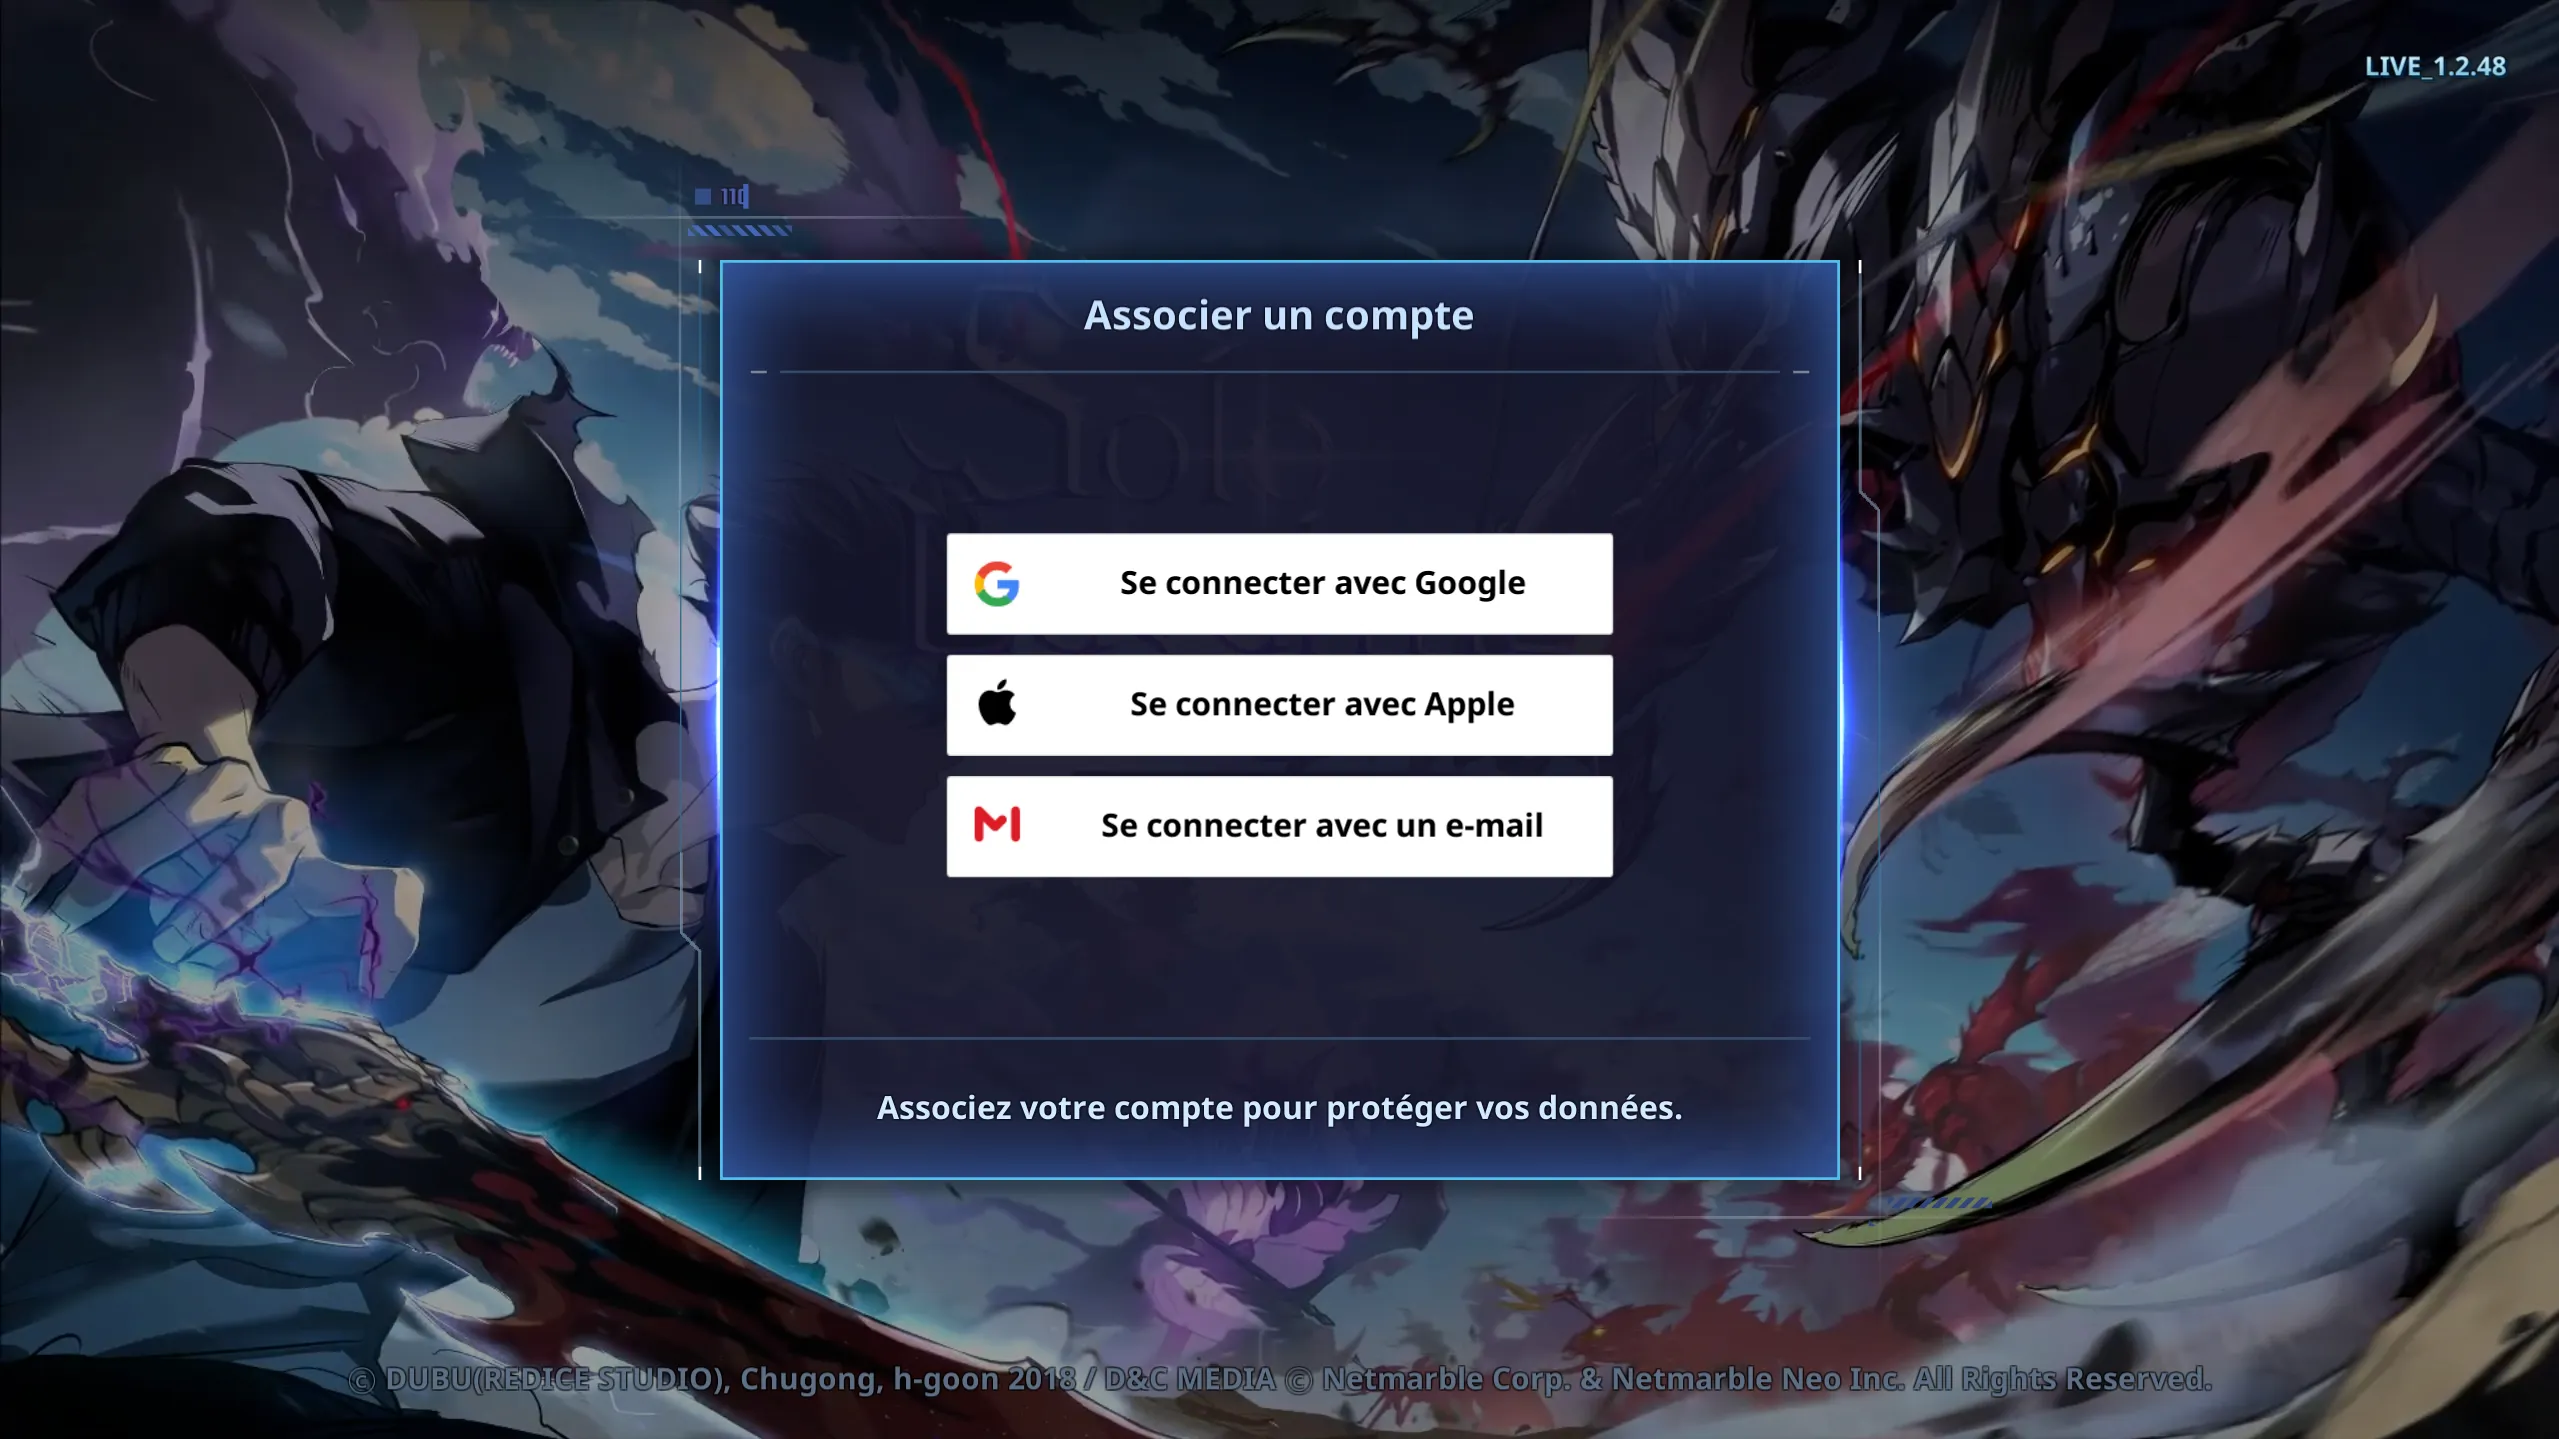 LIVE_1.2.48
Associer un compte
Solo
Se connecter avec Google
Se connecter avec Apple
Se connecter avec un e-mail
Associez votre compte pour protéger vos données.
© DUBU(REDICE STUDIO), Chugong, h-goon 2018 / D&C MEDIA © Netmarble Corp. & Netmarble Neo Inc. All Rights Reserved.